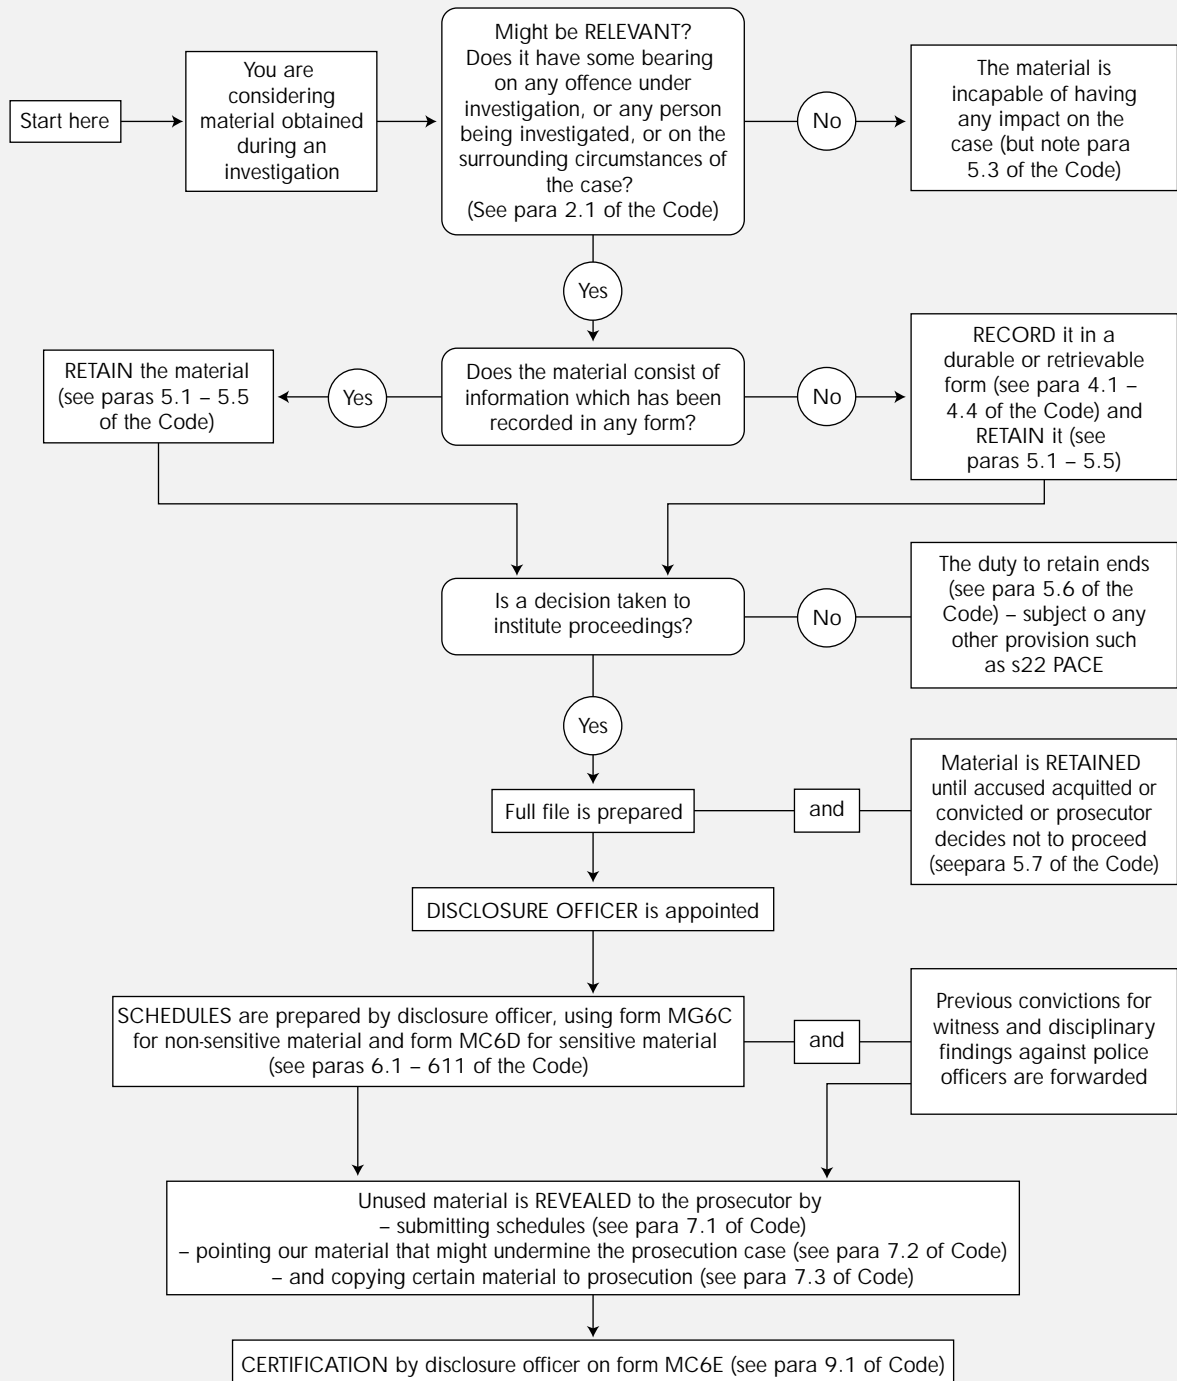 Start here
You are
considering
material obtained
during an
investigation
Might be RELEVANT?
Does it have some bearing
on any offence under
investigation, or any person
being investigated, or on the
surrounding circumstances of
the case?
(See para 2.1 of the Code)
No
The material is
incapable of having
any impact on the
case (but note para
5.3 of the Code)
Yes
RETAIN the material
(see paras 5.1 – 5.5
of the Code)
Yes
Does the material consist of
information which has been
recorded in any form?
No
RECORD it in a
durable or retrievable
form (see para 4.1 –
4.4 of the Code) and
RETAIN it (see
paras 5.1 – 5.5)
Is a decision taken to
institute proceedings?
No
The duty to retain ends
(see para 5.6 of the
Code) – subject o any
other provision such
as s22 PACE
Yes
Full file is prepared
and
Material is RETAINED
until accused acquitted or
convicted or prosecutor
decides not to proceed
(seepara 5.7 of the Code)
DISCLOSURE OFFICER is appointed
SCHEDULES are prepared by disclosure officer, using form MG6C
for non-sensitive material and form MC6D for sensitive material
(see paras 6.1 – 611 of the Code)
and
Previous convictions for
witness and disciplinary
findings against police
officers are forwarded
Unused material is REVEALED to the prosecutor by
– submitting schedules (see para 7.1 of Code)
– pointing our material that might undermine the prosecution case (see para 7.2 of Code)
– and copying certain material to prosecution (see para 7.3 of Code)
CERTIFICATION by disclosure officer on form MC6E (see para 9.1 of Code)